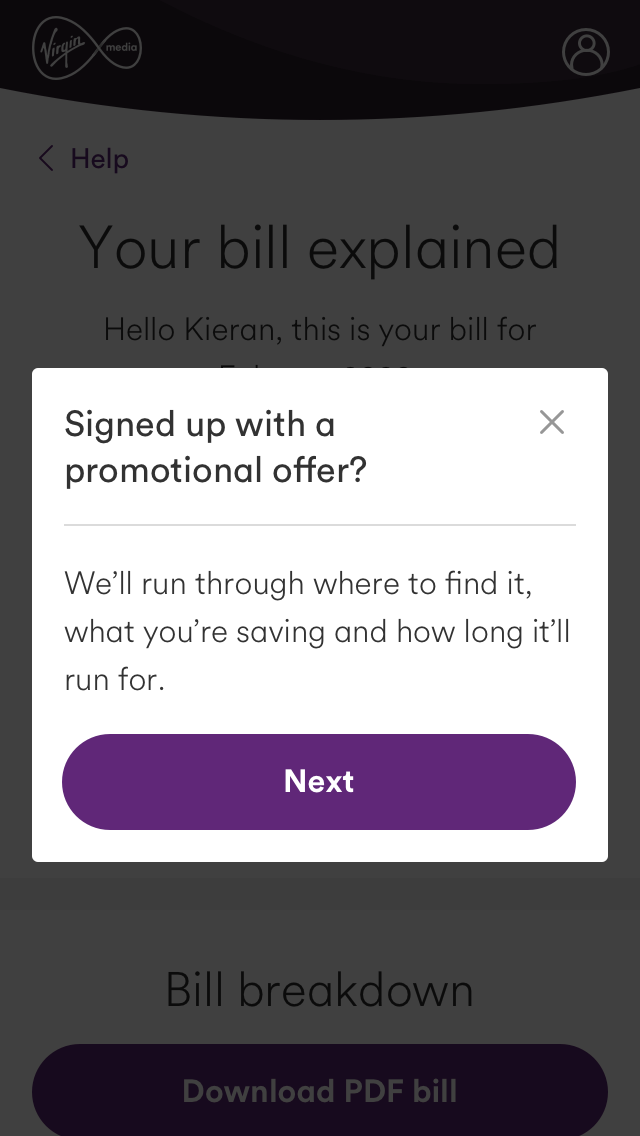 Virgin media
Help
Your bill explained
Hello Kieran, this is your bill for
Signed up with a
promotional offer?
We’ll run through where to find it,
what you’re saving and how long it’ll
run for.
Next
Bill breakdown
Download PDF bill